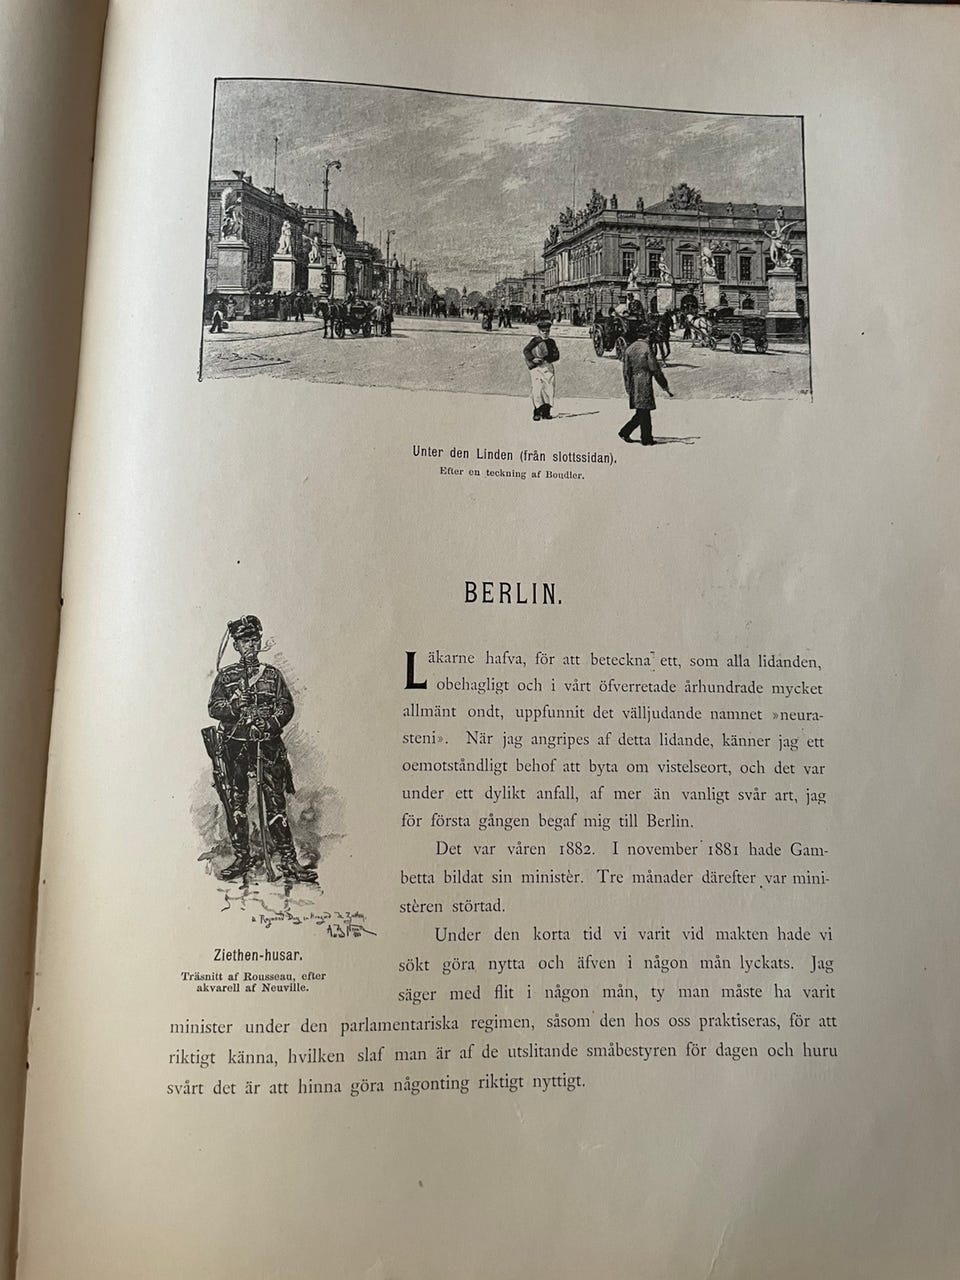 Unter den Linden (från slottssidan).
Efter en teckning af Boudier.
BERLIN.
Läkarne hafva, för att beteckna ett, som alla lidanden,
obehagligt och i vårt öfverretade århundrade mycket
allmänt ondt, uppfunnit det välljudande namnet »neura-
steni». När jag angripes af detta lidande, känner jag ett
oemotståndligt behof att byta om vistelseort, och det var
under ett dylikt anfall, af mer än vanligt svår art, jag
för första gången begaf mig till Berlin.
Det var våren 1882. I november 1881 hade Gam-
betta bildat sin ministèr. Tre månader därefter var mini-
stèren störtad.
Under den korta tid vi varit vid makten hade vi
sökt göra nytta och äfven i någon mån lyckats. Jag
säger med flit i någon mån, ty man måste ha varit
minister under den parlamentariska regimen, såsom den hos oss praktiseras, för att
riktigt känna, hvilken slaf man är af de utslitande småbestyren för dagen och huru
svårt det är att hinna göra någonting riktigt nyttigt.
Ziethen-husar.
Träsnitt af Rousseau, efter
akvarell af Neuville.